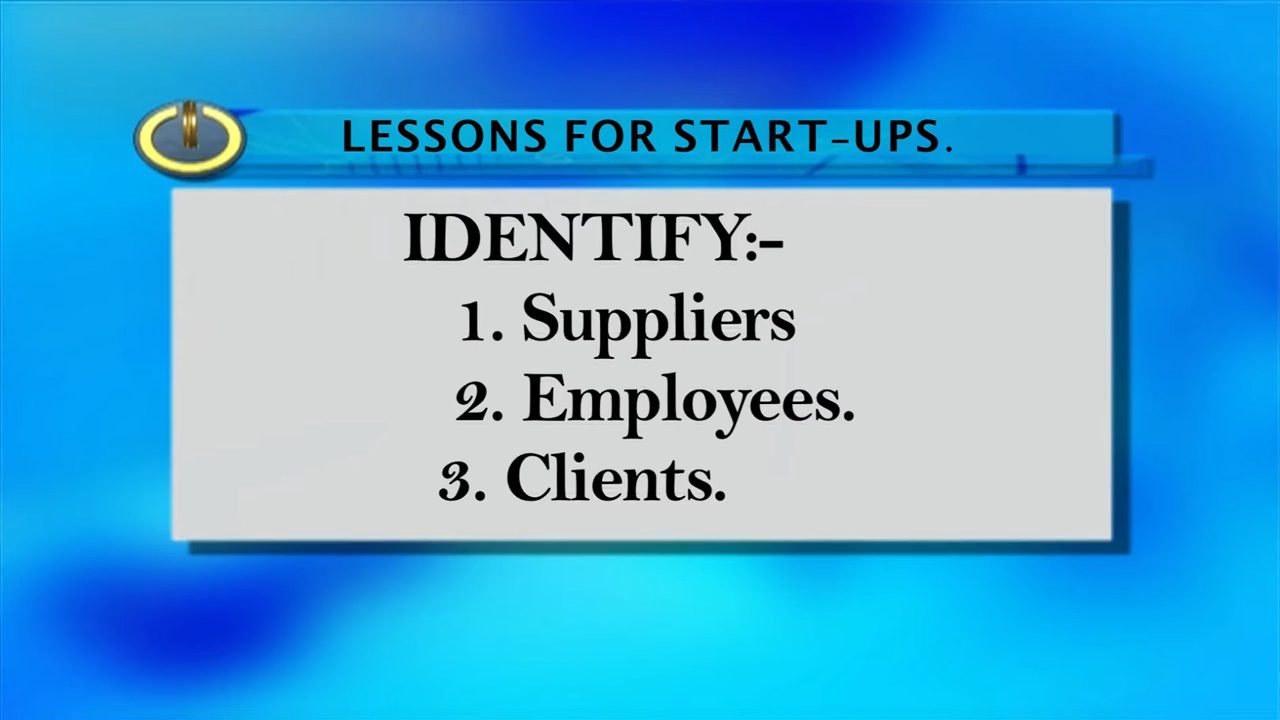 LESSONS FOR START-UPS.
IDENTIFY:-
1. Suppliers
2. Employees.
3. Clients.